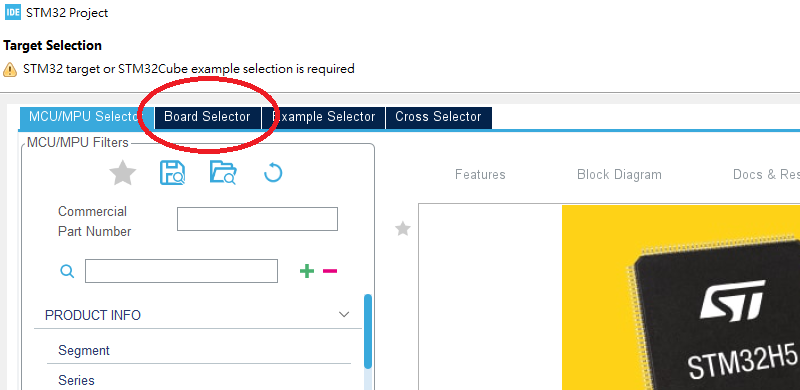 IDE STM32 Project
Target Selection
STM32 target or STM32Cube example selection is required
MCU/MPU Selector Board Selector Example Selector Cross Selector
MCU/MPU Filters
Features Block Diagram Docs & Res
Commercial
Part Number
PRODUCT INFO
Segment
Series
ST
STM32H5